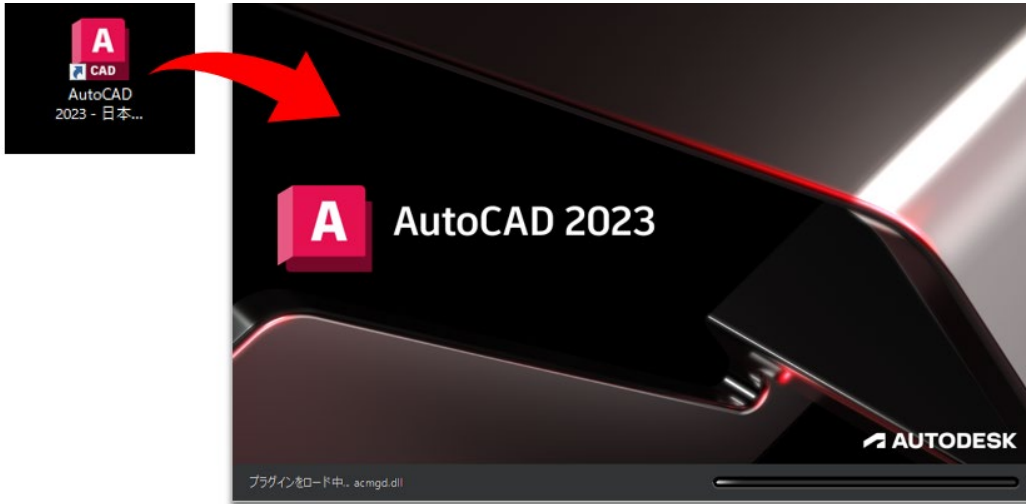 A
CAD
AutoCAD
2023 - 日本...
A
AutoCAD 2023
AUTODESK
プラグインをロード中.. acmgd.dll